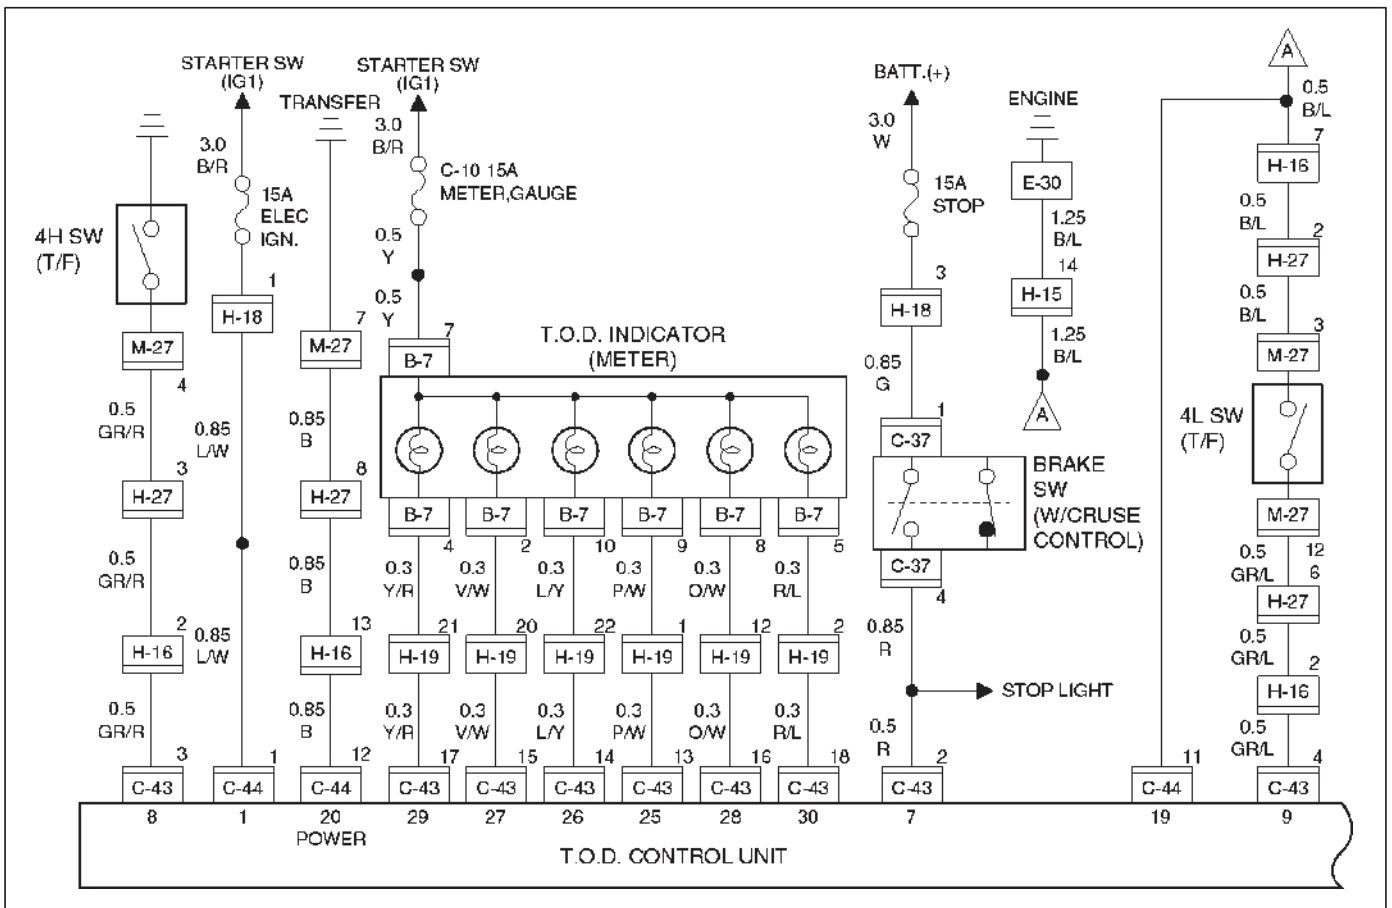 STARTER SW
(IG1)
STARTER SW
(IG1)
TRANSFER
BATT.(+)
ENGINE
A
3.0
B/R
3.0
B/R
3.0
W
0.5
B/L
7
H-16
15A
ELEC
IGN.
C-10 15A
METER,GAUGE
15A
STOP
E-30
4H SW
(T/F)
0.5
Y
1.25
B/L
0.5
B/L
2
H-27
1
H-18
0.5
Y
3
H-18
14
H-15
0.5
B/L
M-27
4
7
M-27
7
B-7
T.O.D. INDICATOR
(METER)
0.85
G
1.25
B/L
3
M-27
0.5
GR/R
0.85
L/W
0.85
B
1
C-37
A
4L SW
(T/F)
3
H-27
8
H-27
BRAKE
SW
(W/CRUSE
CONTROL)
B-7
4
B-7
2
B-7
10
B-7
9
B-7
8
B-7
5
C-37
4
M-27
12
0.5
GR/R
0.85
B
0.3
Y/R
0.3
V/W
0.3
L/Y
0.3
P/W
0.3
O/W
0.3
R/L
0.5
GR/L
6
H-27
2
H-16
0.85
L/W
13
H-16
21
H-19
20
H-19
22
H-19
1
H-19
12
H-19
2
H-19
0.85
R
0.5
GR/L
2
H-16
STOP LIGHT
0.5
GR/R
0.85
B
0.3
Y/R
0.3
V/W
0.3
L/Y
0.3
P/W
0.3
O/W
0.3
R/L
0.5
R
0.5
GR/L
3
C-43
1
C-44
12
C-44
17
C-43
15
C-43
14
C-43
13
C-43
16
C-43
18
C-43
2
C-43
11
C-44
4
C-43
8
1
20
POWER
29
27
26
25
28
30
7
19
9
T.O.D. CONTROL UNIT